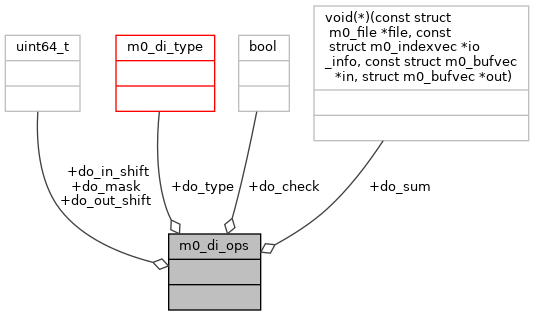 void(*)(const struct
m0_file *file, const
struct m0_indexvec *io
_info, const struct m0_bufvec
*in, struct m0_bufvec *out)
uint64_t
m0_di_type
bool
+do_in_shift
+do_mask
+do_out_shift
+do_type
+do_check
+do_sum
m0_di_ops